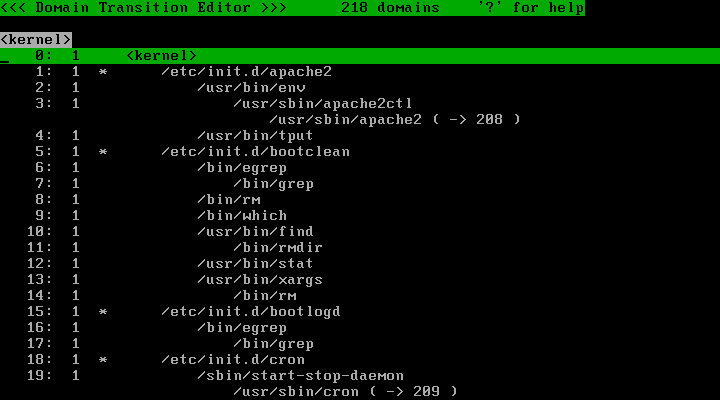 <<< Domain Transition Editor >>>      218 domains    '?' for help
<kernel>
0:  1     <kernel>
1:  1  *      /etc/init.d/apache2
2:  1             /usr/bin/env
3:  1                 /usr/sbin/apache2ctl
/usr/sbin/apache2 ( -> 208 )
4:  1             /usr/bin/tput
5:  1  *      /etc/init.d/bootclean
6:  1             /bin/egrep
7:  1                 /bin/grep
8:  1             /bin/rm
9:  1             /bin/which
10:  1             /usr/bin/find
11:  1                 /bin/rmdir
12:  1             /usr/bin/stat
13:  1             /usr/bin/xargs
14:  1                 /bin/rm
15:  1  *      /etc/init.d/bootlogd
16:  1             /bin/egrep
17:  1                 /bin/grep
18:  1  *      /etc/init.d/cron
19:  1             /sbin/start-stop-daemon
/usr/sbin/cron ( -> 209 )